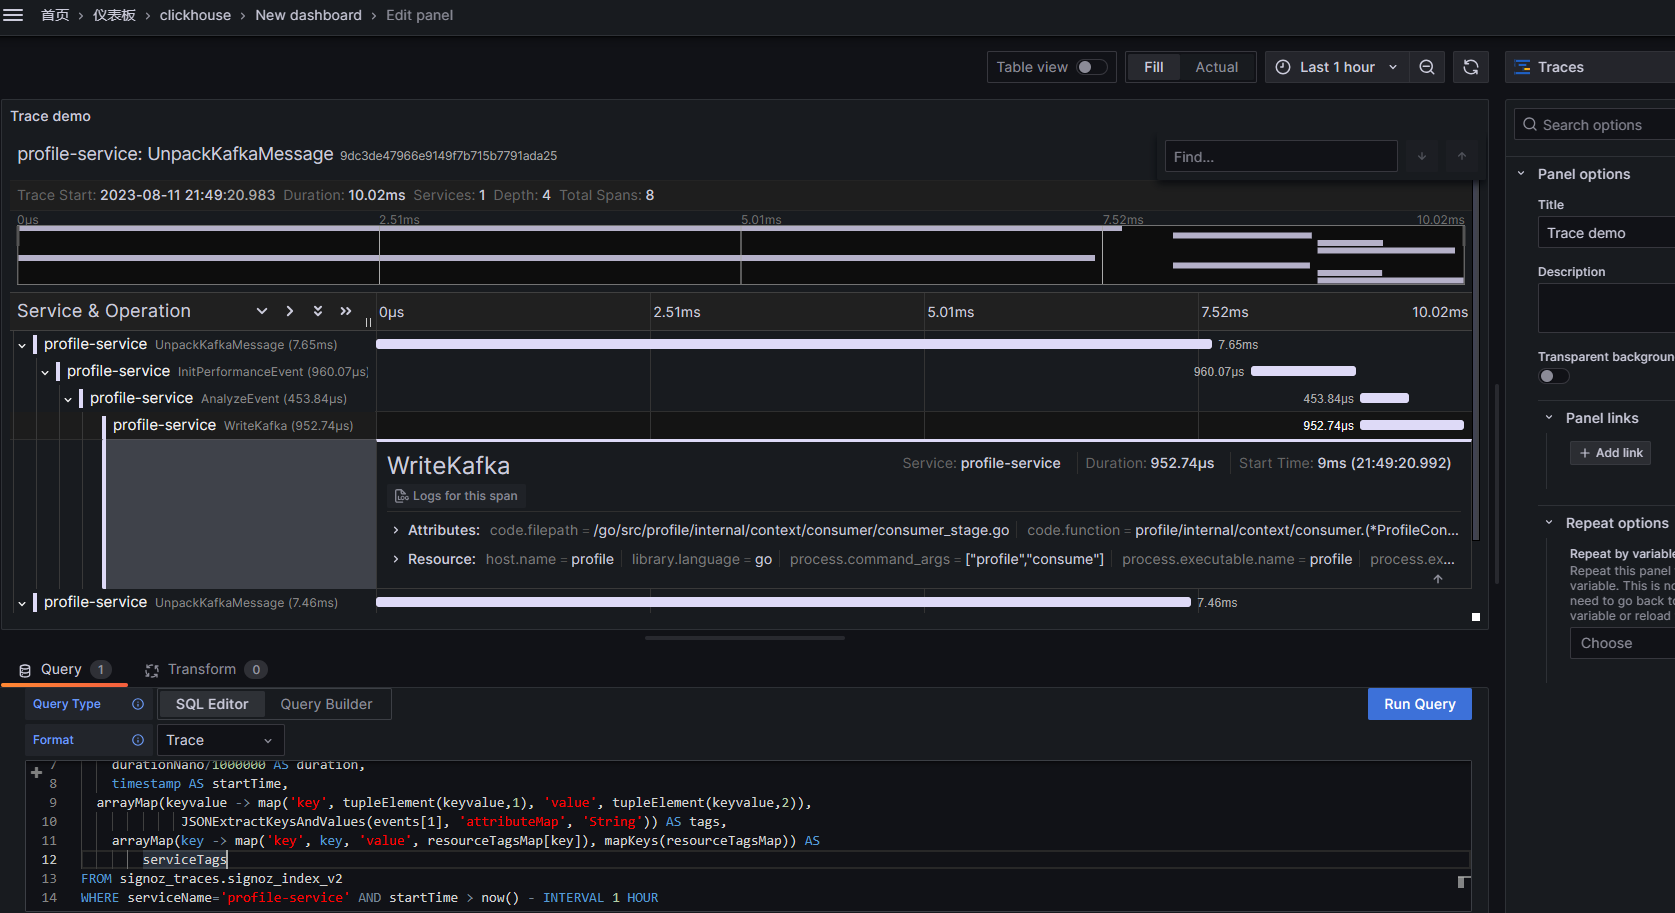 首页 › 仪表板 › clickhouse › New dashboard › Edit panel
Table view Fill Actual Last 1 hour Traces
Trace demo
profile-service: UnpackKafkaMessage 9dc3de47966e9149f7b715b7791ada25
Find...
Trace Start: 2023-08-11 21:49:20.983 Duration: 10.02ms Services: 1 Depth: 4 Total Spans: 8
0μs 2.51ms 5.01ms 7.52ms 10.02ms
Service & Operation 0μs 2.51ms 5.01ms 7.52ms 10.02ms
profile-service UnpackKafkaMessage (7.65ms) 7.65ms
profile-service InitPerformanceEvent (960.07μs) 960.07μs
profile-service AnalyzeEvent (453.84μs) 453.84μs
profile-service WriteKafka (952.74μs) 952.74μs
WriteKafka Service: profile-service Duration: 952.74μs Start Time: 9ms (21:49:20.992)
Logs for this span
Attributes: code.filepath = /go/src/profile/internal/context/consumer/consumer_stage.go code.function = profile/internal/context/consumer.(*ProfileCon...
Resource: host.name = profile library.language = go process.command_args = ["profile","consume"] process.executable.name = profile process.ex...
profile-service UnpackKafkaMessage (7.46ms) 7.46ms
Query 1 Transform 0
Query Type SQL Editor Query Builder Run Query
Format Trace
7 durationNano/1000000 AS duration,
8 timestamp AS startTime,
9 arrayMap(keyvalue -> map('key', tupleElement(keyvalue,1), 'value', tupleElement(keyvalue,2)),
10 JSONExtractKeysAndValues(events[1], 'attributeMap', 'String')) AS tags,
11 arrayMap(key -> map('key', key, 'value', resourceTagsMap[key]), mapKeys(resourceTagsMap)) AS
12 serviceTags
13 FROM signoz_traces.signoz_index_v2
14 WHERE serviceName='profile-service' AND startTime > now() - INTERVAL 1 HOUR
Search options
Panel options
Title
Trace demo
Description
Transparent backgroun
Panel links
+ Add link
Repeat options
Repeat by variable
Repeat this panel
variable. This is no
need to go back to
variable or reload
Choose